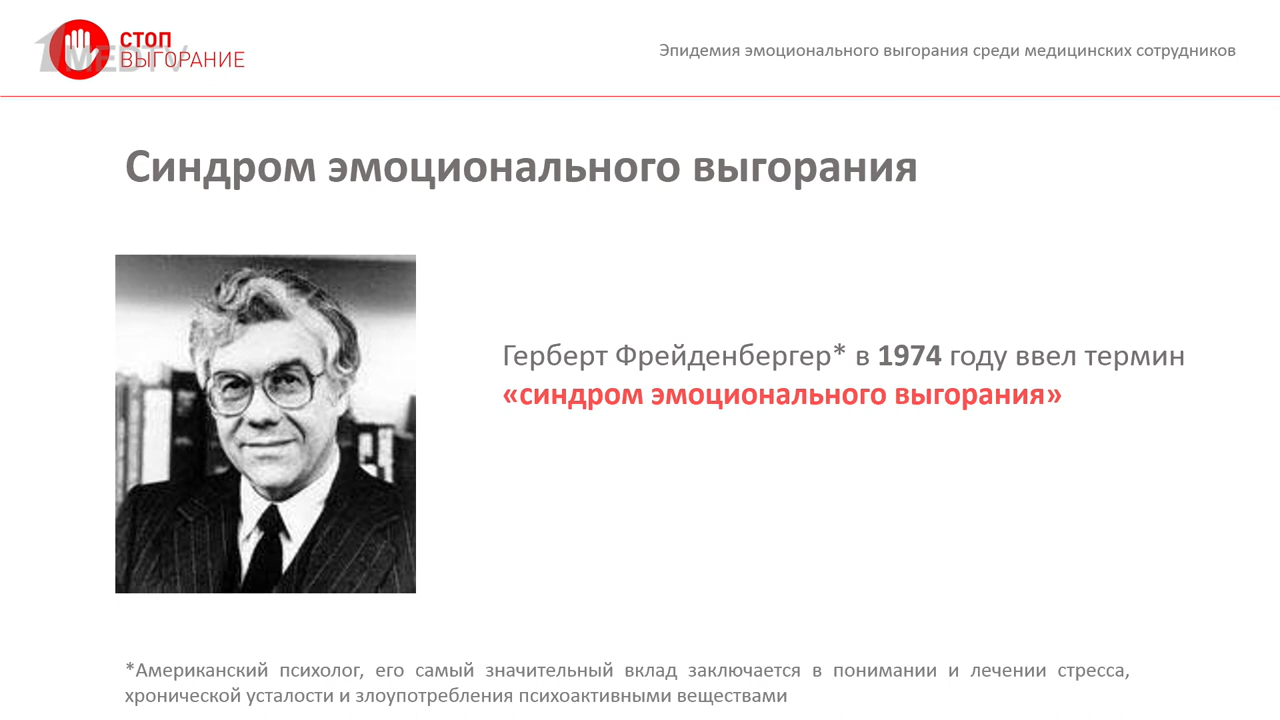 СТОП
ВЫГОРАНИЕ
1MEDTV
Эпидемия эмоционального выгорания среди медицинских сотрудников
Синдром эмоционального выгорания
Герберт Фрейденбергер* в 1974 году ввел термин
«синдром эмоционального выгорания»
*Американский психолог, его самый значительный вклад заключается в понимании и лечении стресса,
хронической усталости и злоупотребления психоактивными веществами